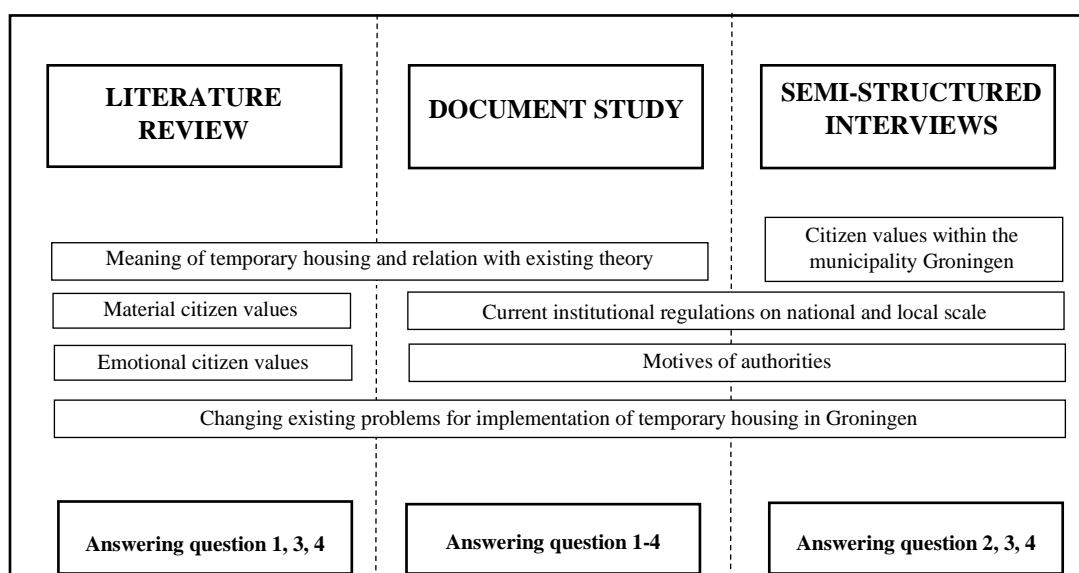 LITERATURE
REVIEW
DOCUMENT STUDY
SEMI-STRUCTURED
INTERVIEWS
Meaning of temporary housing and relation with existing theory
Citizen values within the
municipality Groningen
Material citizen values
Current institutional regulations on national and local scale
Emotional citizen values
Motives of authorities
Changing existing problems for implementation of temporary housing in Groningen
Answering question 1, 3, 4
Answering question 1-4
Answering question 2, 3, 4